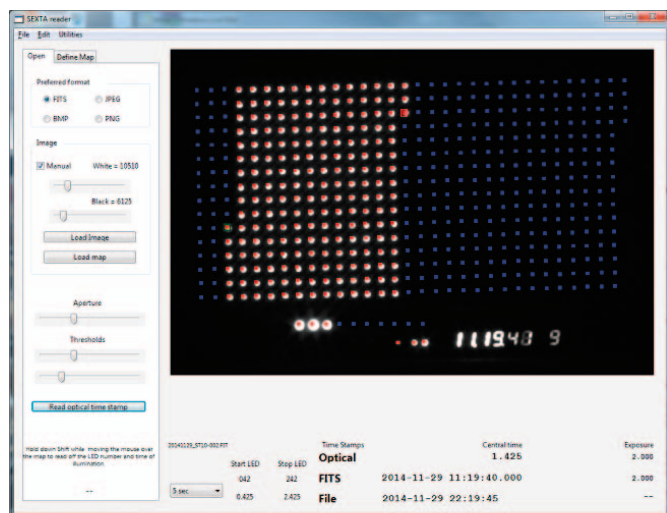 SEXTA reader
File Edit Utilities
Open Define Map
Preferred format
FITS JPEG
BMP PNG
Image
Manual White = 10510
Black = 6125
Load Image
Load map
Aperture
Thresholds
Read optical time stamp
Hold down Shift while moving the mouse over
the map to read off the LED number and time of
illumination.
--
11.19.43 9
20141129_ST10-002.FIT
Time Stamps Central time Exposure
Start LED Stop LED
Optical 1.425 2.000
042 242
FITS 2014-11-29 11:19:40.000 2.000
5 sec
0.425 2.425
File 2014-11-29 22:19:45 --